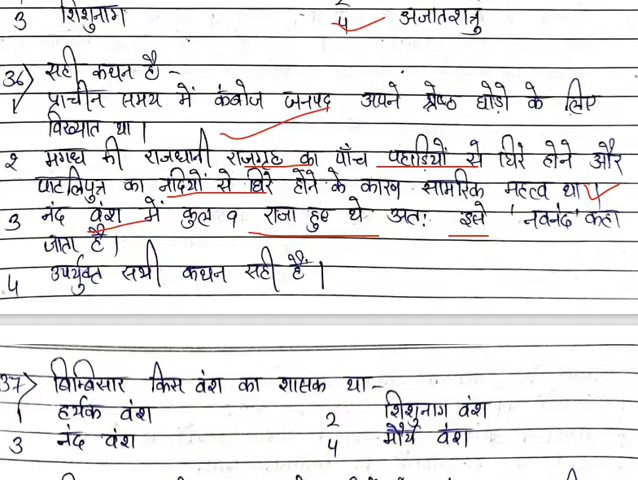 3 शिशुनाग 4 अजातशत्रु
36) सही कथन है -
1 प्राचीन समय में कंबोज जनपद अपने श्रेष्ठ घोड़ो के लिए
विख्यात था।
2 मगध की राजधानी राजगृह का पाँच पहाडियों से घिरे होने और
पाटलिपुत्र का नदियों से घिरे होने के कारण सामरिक महत्व था।
3 नंद वंश में कुल 9 राजा हुए थे अतः इसे 'नवनंद' कहा
जाता है।
4 उपर्युक्त सभी कथन सही हैं।
37) बिम्बिसार किस वंश का शासक था -
1 हर्यक वंश 2 शिशुनाग वंश
3 नंद वंश 4 मौर्य वंश